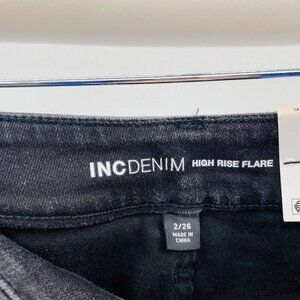 INCDENIM HIGH RISE FLARE
2/26
MADE IN
CHINA